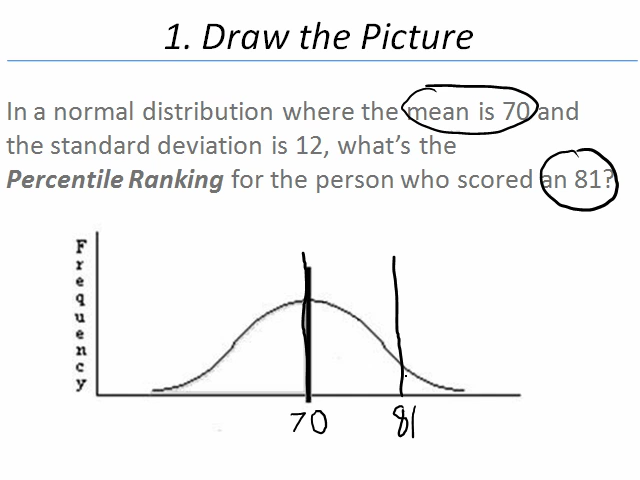 1. Draw the Picture
In a normal distribution where the mean is 70 and
the standard deviation is 12, what's the
Percentile Ranking for the person who scored an 81?
Frequency
70
81